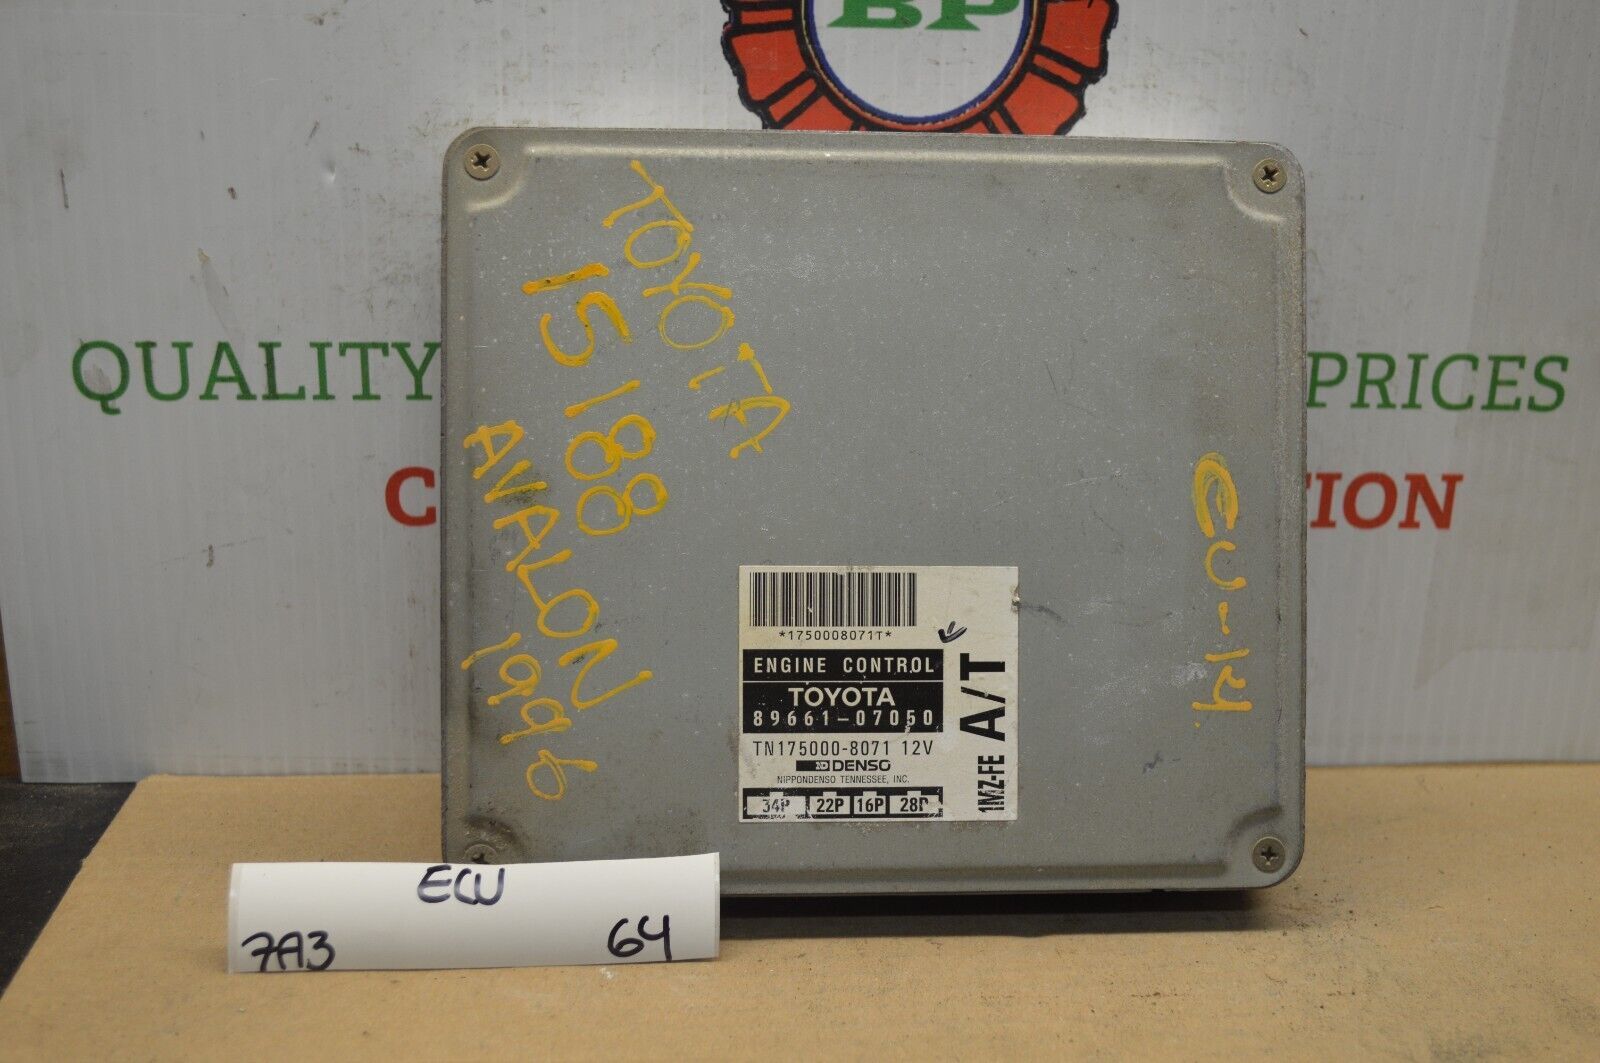 BP
QUALITY PRICES
C TION
TOYOTA
15188
AVALON
1996
CU-14
*1750008071T*
ENGINE CONTROL
TOYOTA
89661-07050
TN175000-8071 12V
DENSO
NIPPONDENSO TENNESSEE, INC.
34P 22P 16P 28P
1MZ-FE A/T
ECU
7A3 64